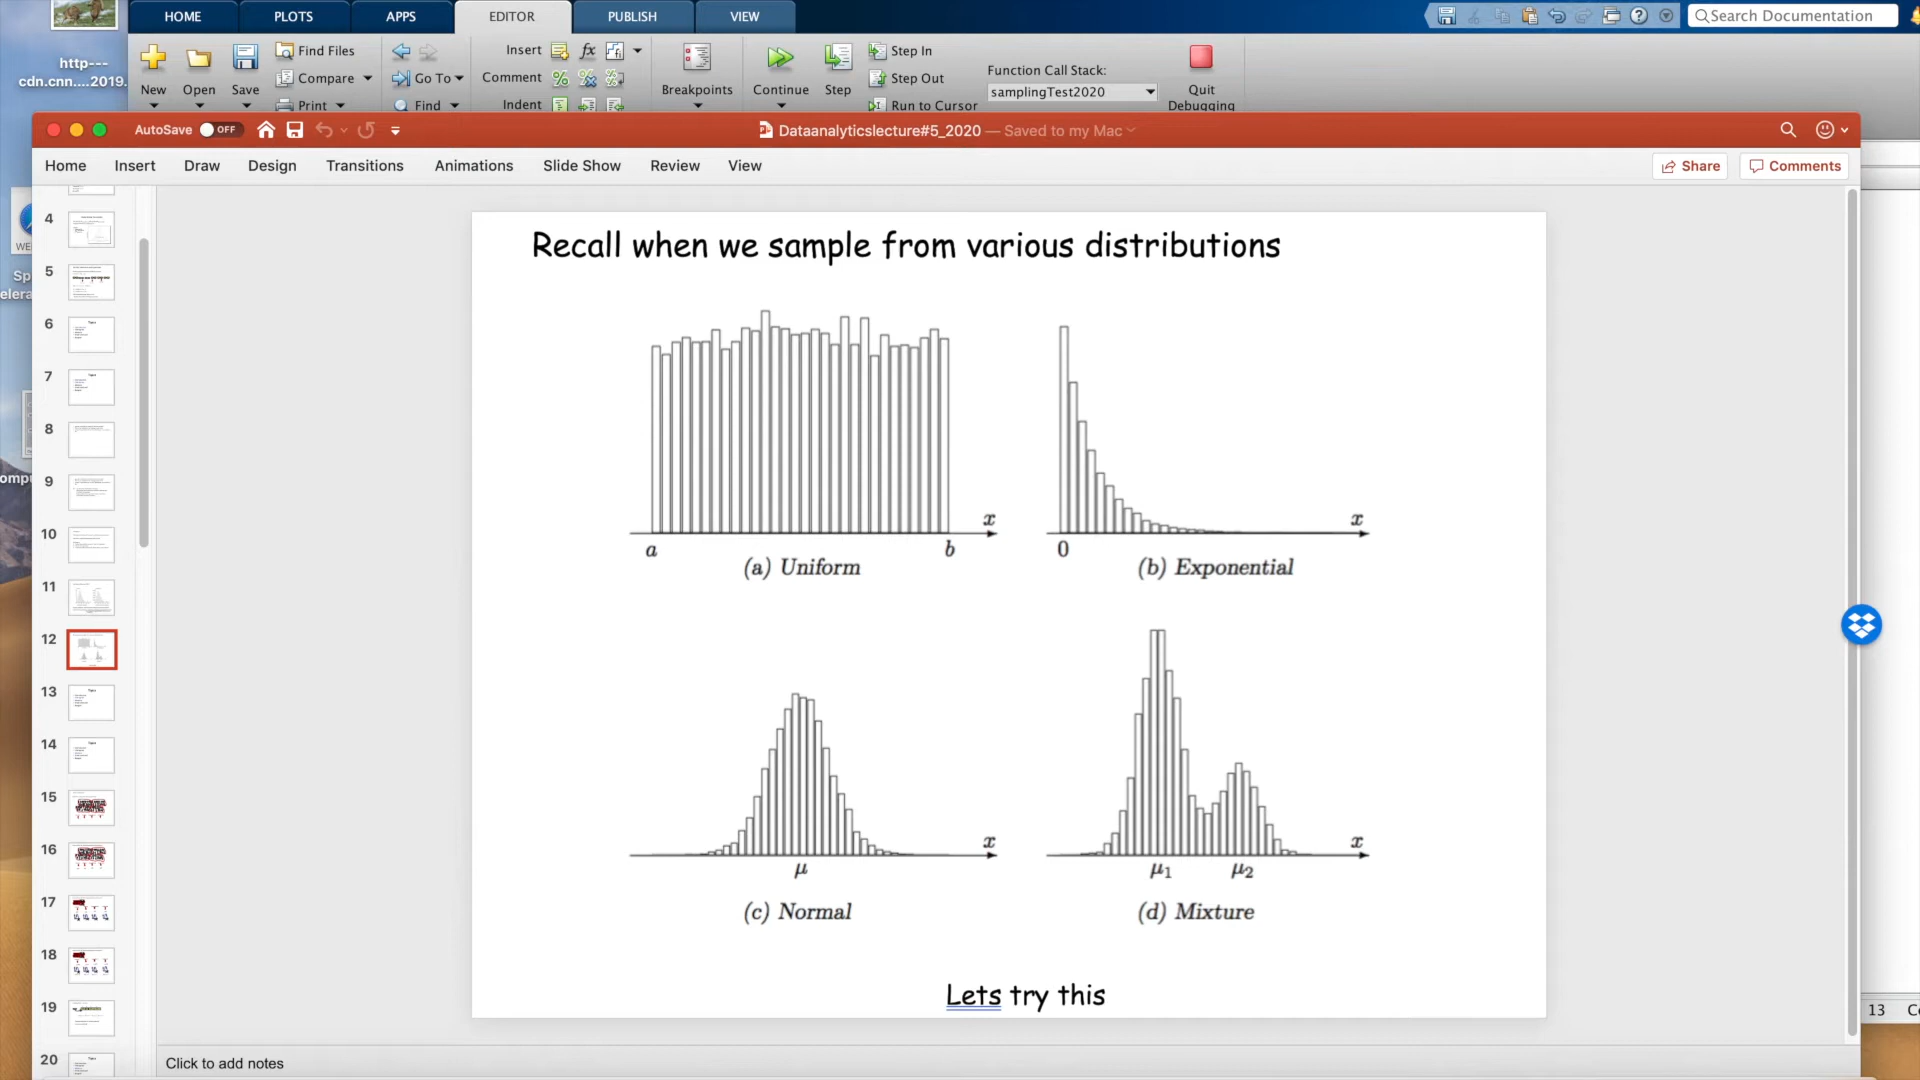 HOME PLOTS APPS EDITOR PUBLISH VIEW
Search Documentation
http---
cdn.cnn....2019.
New Open Save
Find Files
Compare
Print
Go To
Find
Insert
Comment
Indent
Breakpoints
Continue Step
Step In
Step Out
Run to Cursor
Function Call Stack:
samplingTest2020
Quit
Debugging
AutoSave OFF
Dataanalyticslecture#5_2020 — Saved to my Mac
Home Insert Draw Design Transitions Animations Slide Show Review View
Share Comments
4
5
6
7
8
9
10
11
12
13
14
15
16
17
18
19
20
Recall when we sample from various distributions
x
a b
(a) Uniform
x
0
(b) Exponential
x
μ
(c) Normal
x
μ1 μ2
(d) Mixture
Lets try this
Click to add notes
13